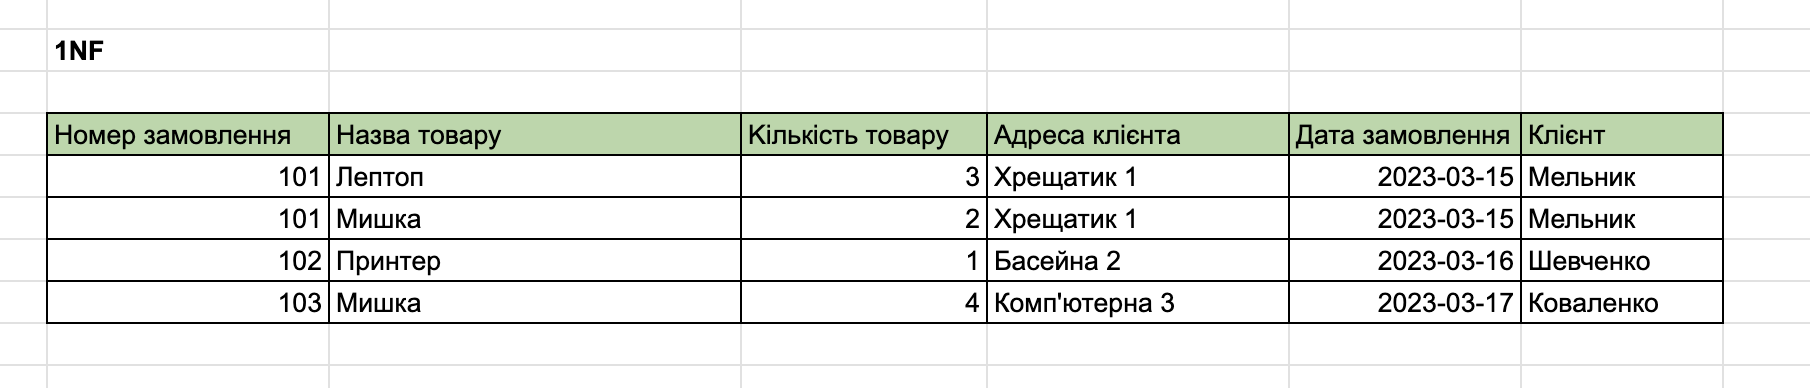 1NF
Номер замовлення Назва товару Кількість товару Адреса клієнта Дата замовлення Клієнт
101 Лептоп 3 Хрещатик 1 2023-03-15 Мельник
101 Мишка 2 Хрещатик 1 2023-03-15 Мельник
102 Принтер 1 Басейна 2 2023-03-16 Шевченко
103 Мишка 4 Комп'ютерна 3 2023-03-17 Коваленко